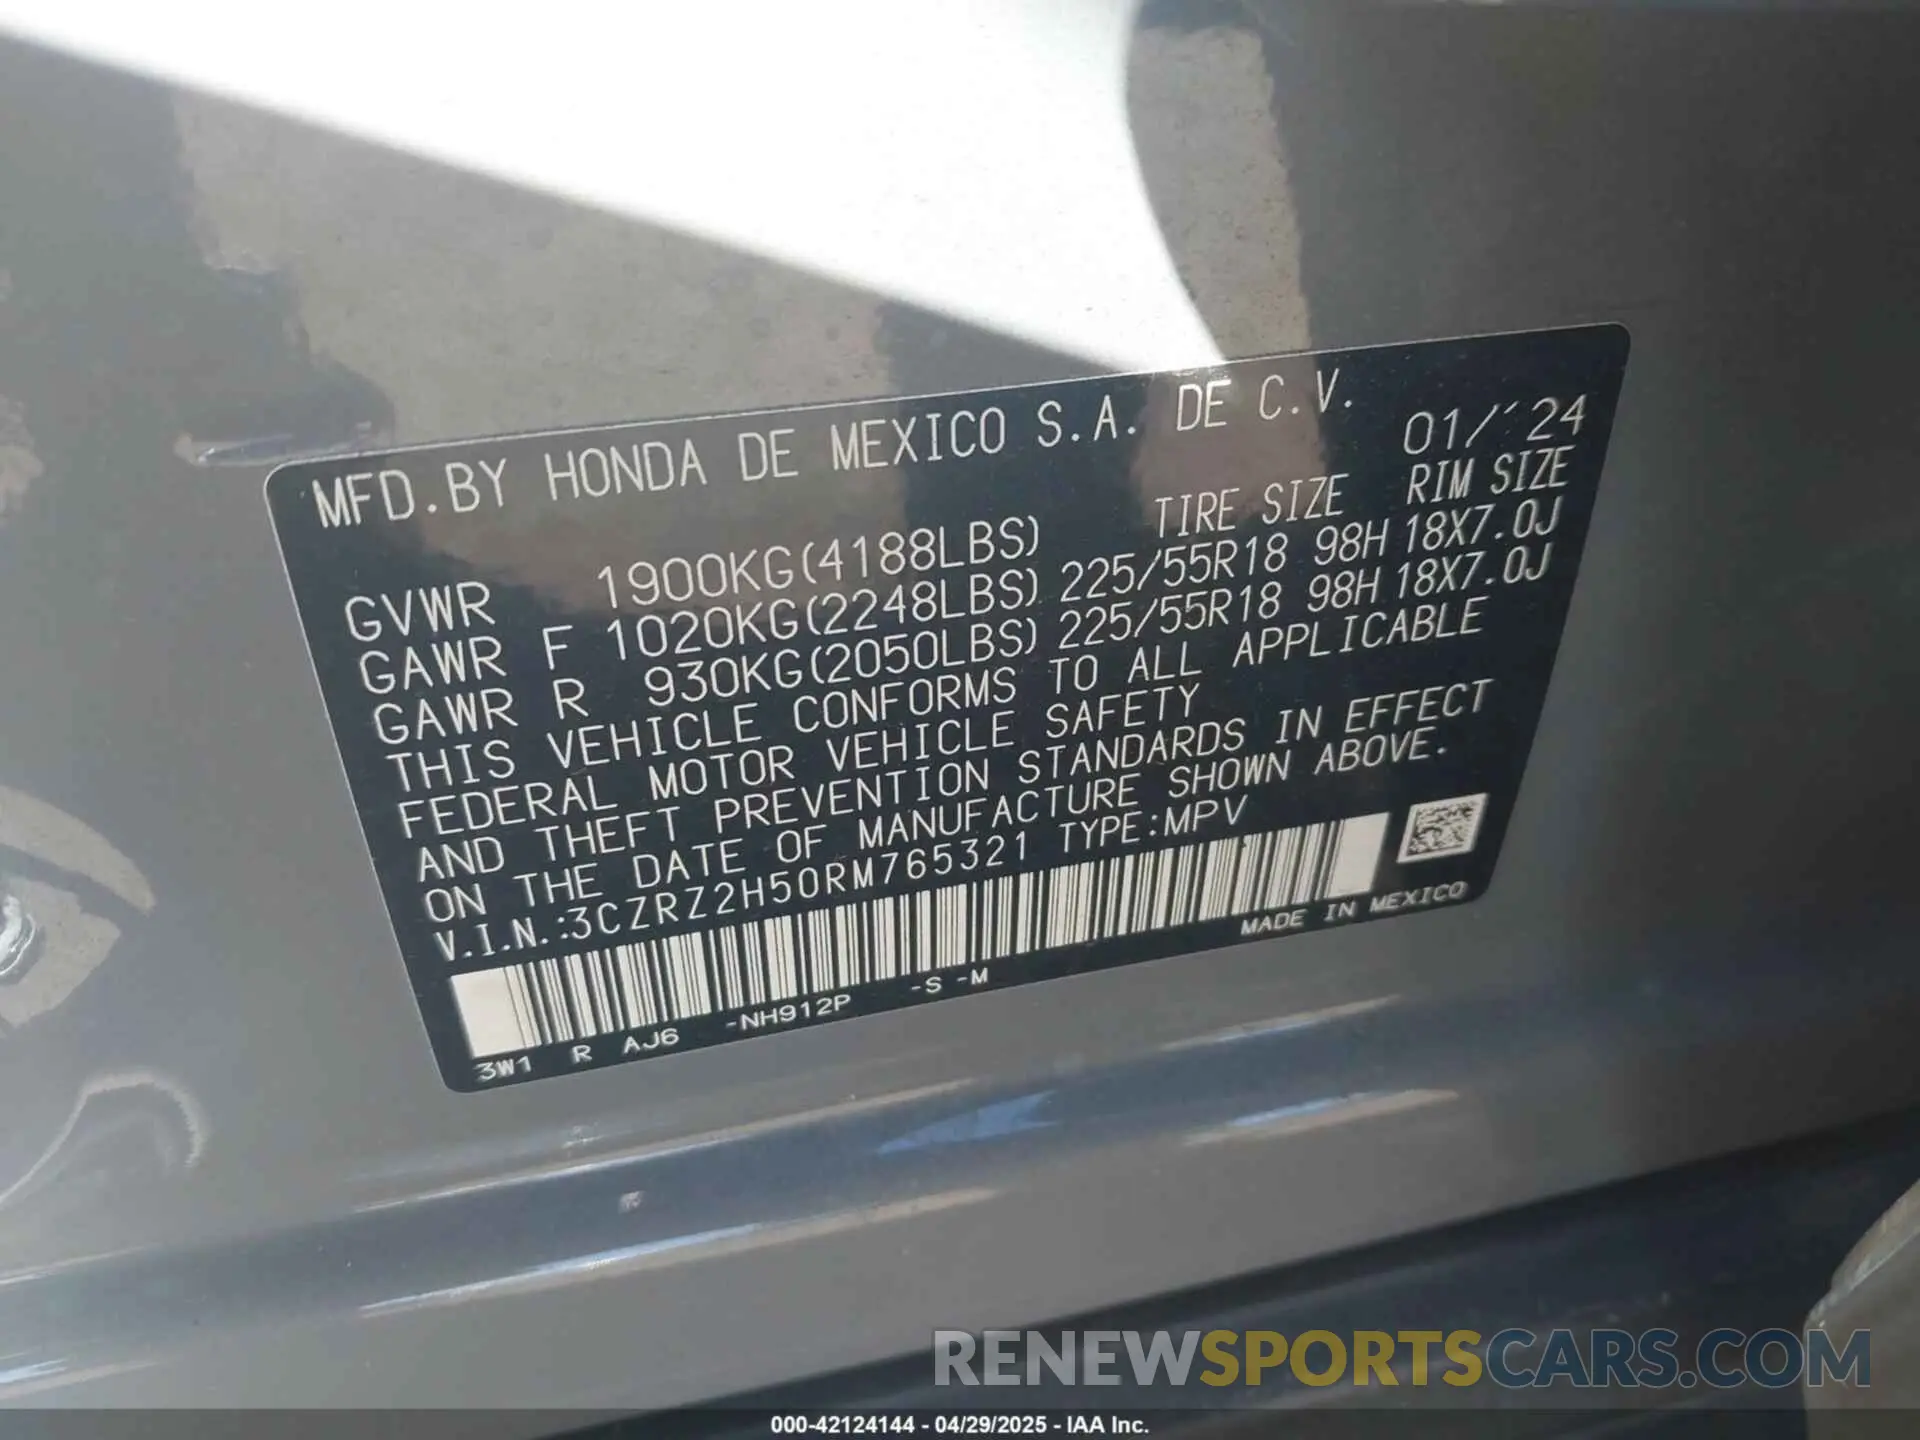 MFD.BY HONDA DE MEXICO S.A. DE C.V. 01/'24
TIRE SIZE RIM SIZE
GVWR 1900KG(4188LBS)
GAWR F 1020KG(2248LBS) 225/55R18 98H 18X7.0J
GAWR R 930KG(2050LBS) 225/55R18 98H 18X7.0J
THIS VEHICLE CONFORMS TO ALL APPLICABLE
FEDERAL MOTOR VEHICLE SAFETY
AND THEFT PREVENTION STANDARDS IN EFFECT
ON THE DATE OF MANUFACTURE SHOWN ABOVE.
V.I.N.:3CZRZ2H50RM765321 TYPE:MPV
MADE IN MEXICO
3W1 R AJ6 -NH912P -S -M
RENEWSPORTSCARS.COM
000-42124144 - 04/29/2025 - IAA Inc.